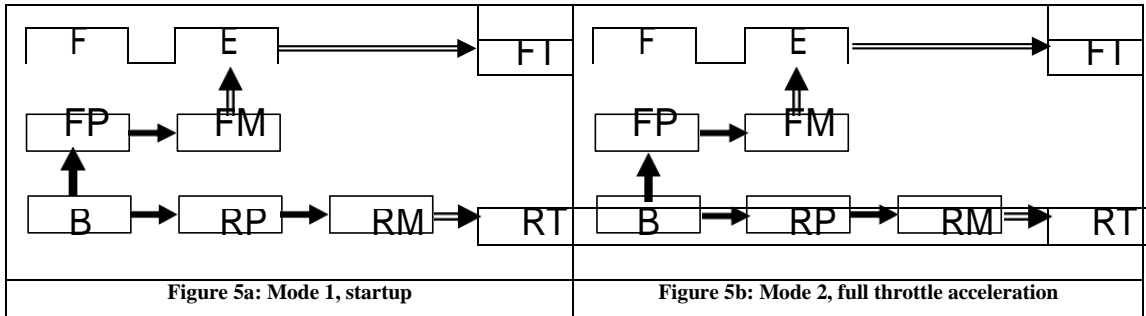 F E FT F E FT
FP FM FP FM
B RP RM RT B RP RM RT
Figure 5a: Mode 1, startup Figure 5b: Mode 2, full throttle acceleration